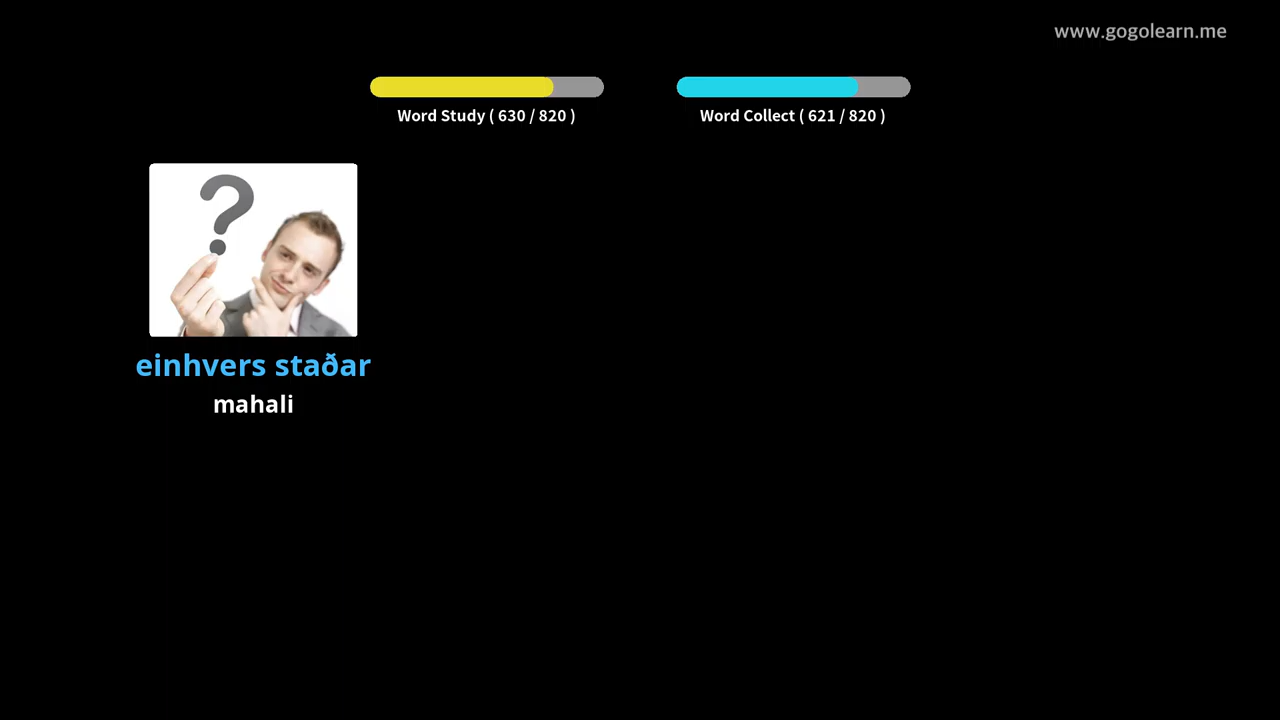 www.gogolearn.me
Word Study ( 630 / 820 )
Word Collect ( 621 / 820 )
?
einhvers staðar
mahali